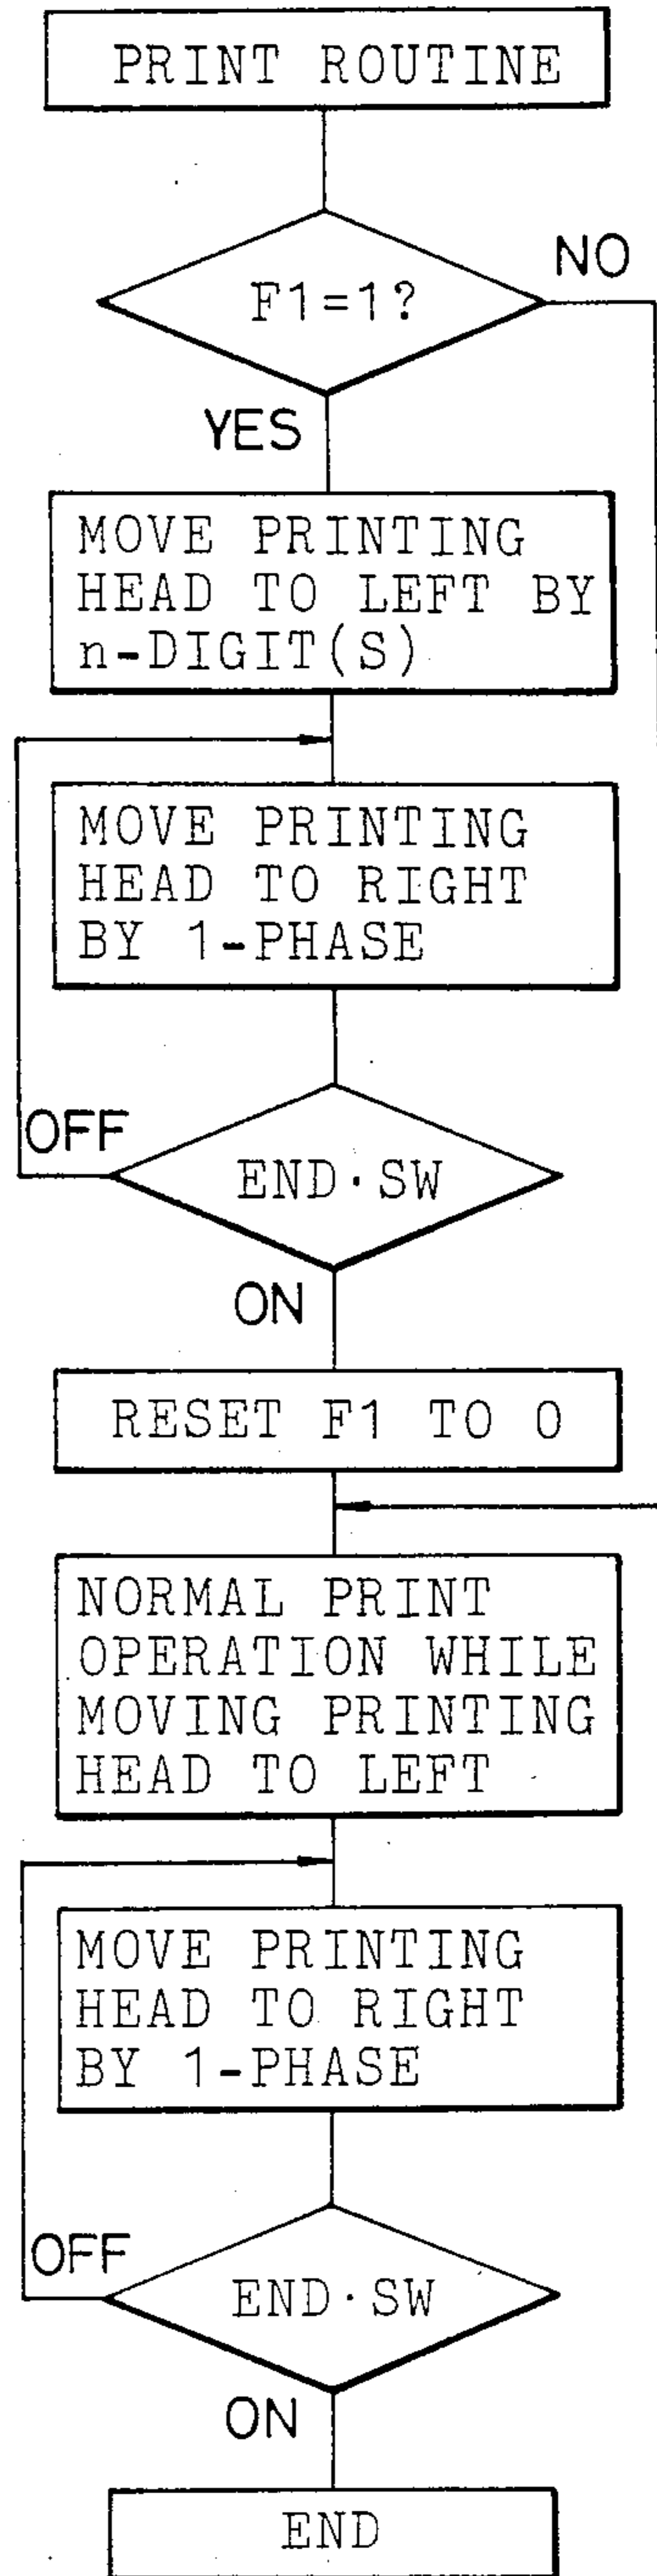 PRINT ROUTINE
F1=1?
NO
YES
MOVE PRINTING
HEAD TO LEFT BY
n-DIGIT(S)
MOVE PRINTING
HEAD TO RIGHT
BY 1-PHASE
OFF
END·SW
ON
RESET F1 TO 0
NORMAL PRINT
OPERATION WHILE
MOVING PRINTING
HEAD TO LEFT
MOVE PRINTING
HEAD TO RIGHT
BY 1-PHASE
OFF
END·SW
ON
END